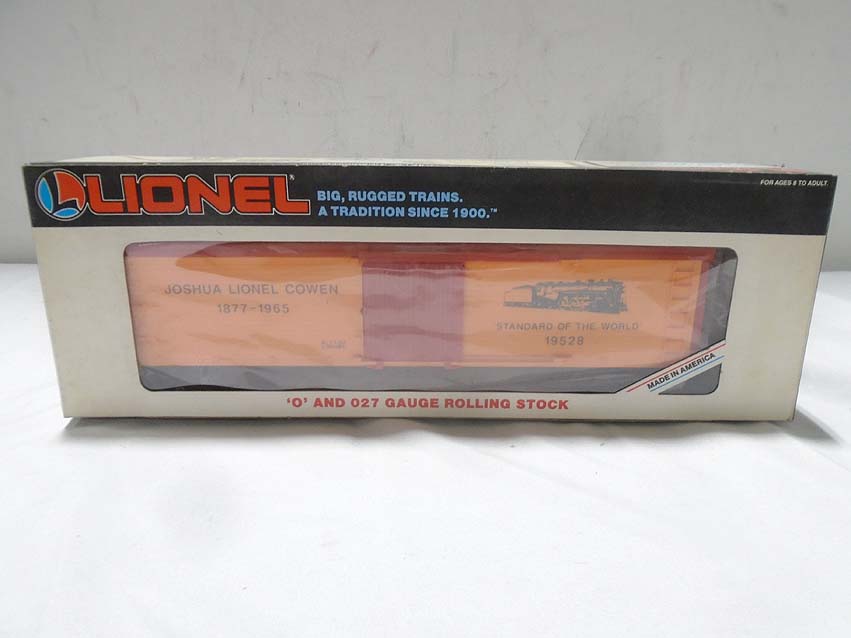 LIONEL
BIG, RUGGED TRAINS.
A TRADITION SINCE 1900.™
FOR AGES 8 TO ADULT.
JOSHUA LIONEL COWEN
1877-1965
STANDARD OF THE WORLD
19528
MADE IN AMERICA
'O' AND 027 GAUGE ROLLING STOCK